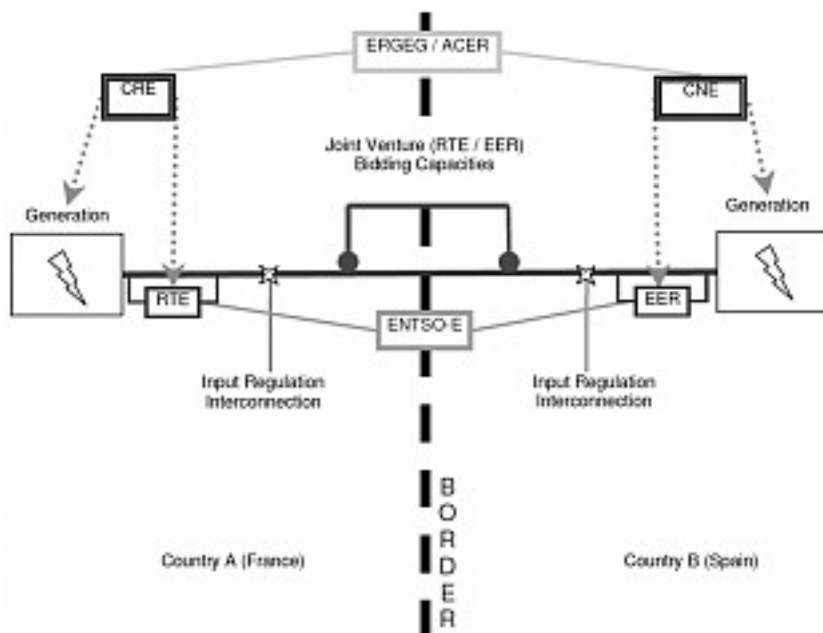 ERGEG / ACER
CRE
CNE
Joint Venture (RTE / EER)
Bidding Capacities
Generation
Generation
RTE
EER
ENTSO-E
Input Regulation
Interconnection
Input Regulation
Interconnection
BORDER
Country A (France)
Country B (Spain)